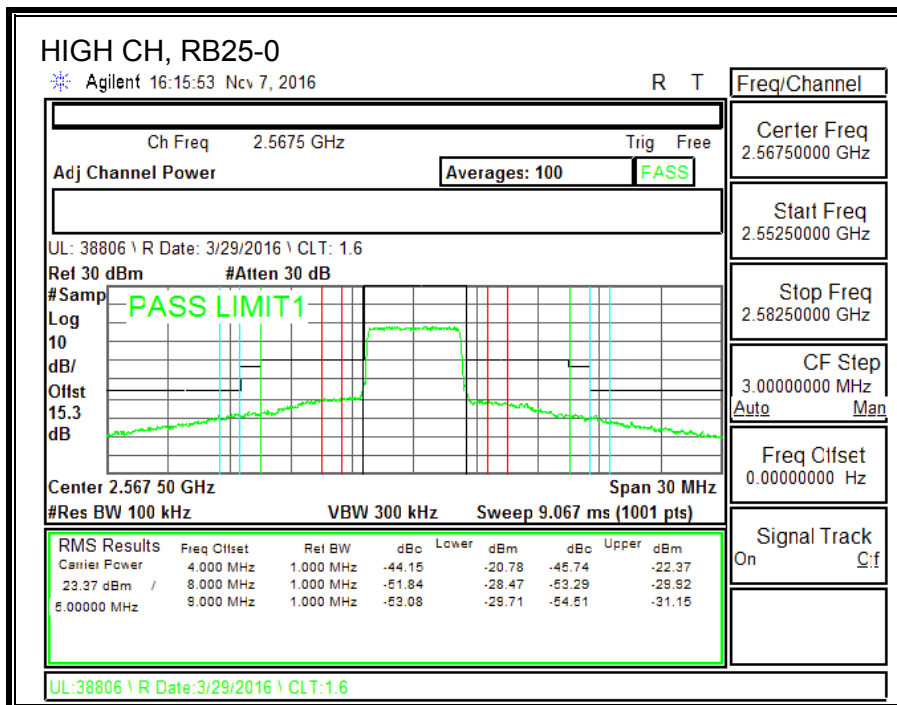 HIGH CH, RB25-0
Agilent 16:15:53 Nov 7, 2016 R T
Ch Freq 2.5675 GHz Trig Free
Adj Channel Power Averages: 100 PASS
UL: 38806 \ R Date: 3/29/2016 \ CLT: 1.6
Ref 30 dBm #Atten 30 dB
#Samp
Log
10
dB/
Offst
15.3
dB
PASS LIMIT1
Center 2.567 50 GHz Span 30 MHz
#Res BW 100 kHz VBW 300 kHz Sweep 9.067 ms (1001 pts)
RMS Results Freq Offset Ref BW dBc Lower dBm dBc Upper dBm
Carrier Power 4.000 MHz 1.000 MHz -44.15 -20.78 -45.74 -22.37
23.37 dBm / 8.000 MHz 1.000 MHz -51.84 -28.47 -53.29 -29.92
5.00000 MHz 9.000 MHz 1.000 MHz -53.08 -29.71 -54.51 -31.15
UL:38806 \ R Date:3/29/2016 \ CLT:1.6
Freq/Channel
Center Freq
2.56750000 GHz
Start Freq
2.55250000 GHz
Stop Freq
2.58250000 GHz
CF Step
3.00000000 MHz
Auto Man
Freq Offset
0.00000000 Hz
Signal Track
On Off